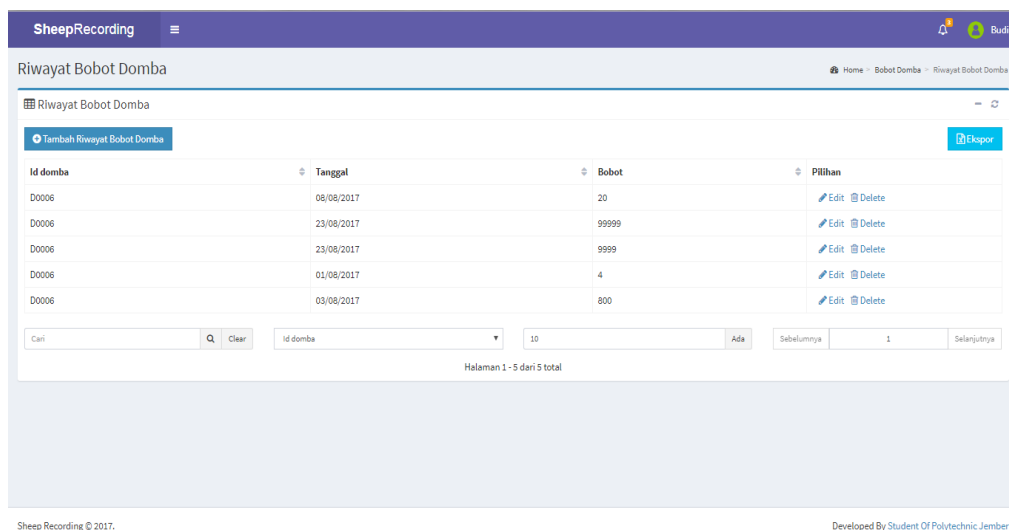 SheepRecording
8
Budi
Riwayat Bobot Domba
Home > Bobot Domba > Riwayat Bobot Domba
Riwayat Bobot Domba
Tambah Riwayat Bobot Domba
Ekspor
Id domba Tanggal Bobot Pilihan
D0006 08/08/2017 20 Edit Delete
D0006 23/08/2017 99999 Edit Delete
D0006 23/08/2017 9999 Edit Delete
D0006 01/08/2017 4 Edit Delete
D0006 03/08/2017 800 Edit Delete
Cari Clear Id domba 10 Ada Sebelumnya 1 Selanjutnya
Halaman 1 - 5 dari 5 total
Sheep Recording © 2017. Developed By Student Of Polytechnic Jember